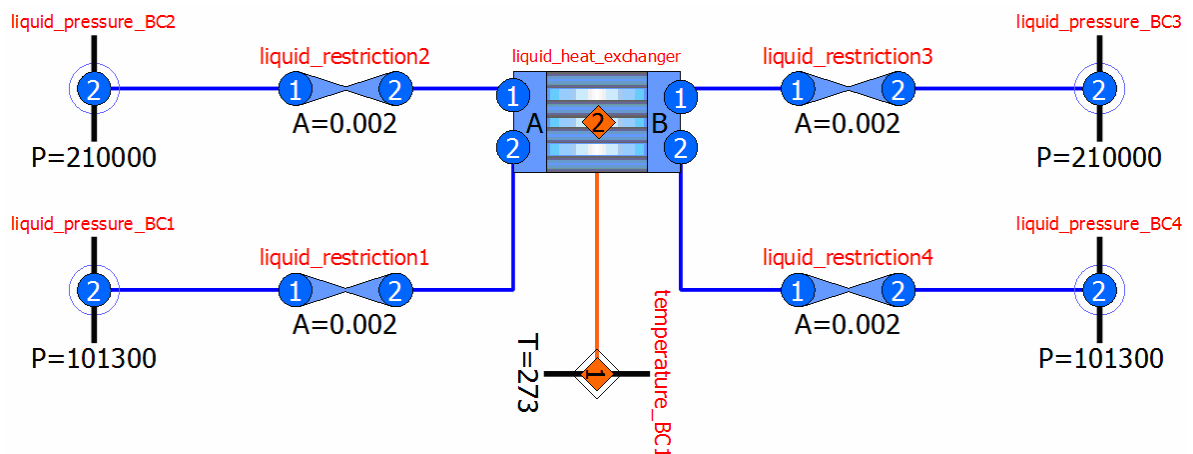 liquid_pressure_BC2
liquid_pressure_BC3
liquid_restriction2
liquid_heat_exchanger
liquid_restriction3
2
1
2
1
A
2
B
1
1
2
2
2
2
A=0.002
A=0.002
P=210000
P=210000
liquid_pressure_BC1
liquid_pressure_BC4
liquid_restriction1
liquid_restriction4
2
1
2
1
2
2
A=0.002
A=0.002
P=101300
P=101300
T=273
1
temperature_BC1